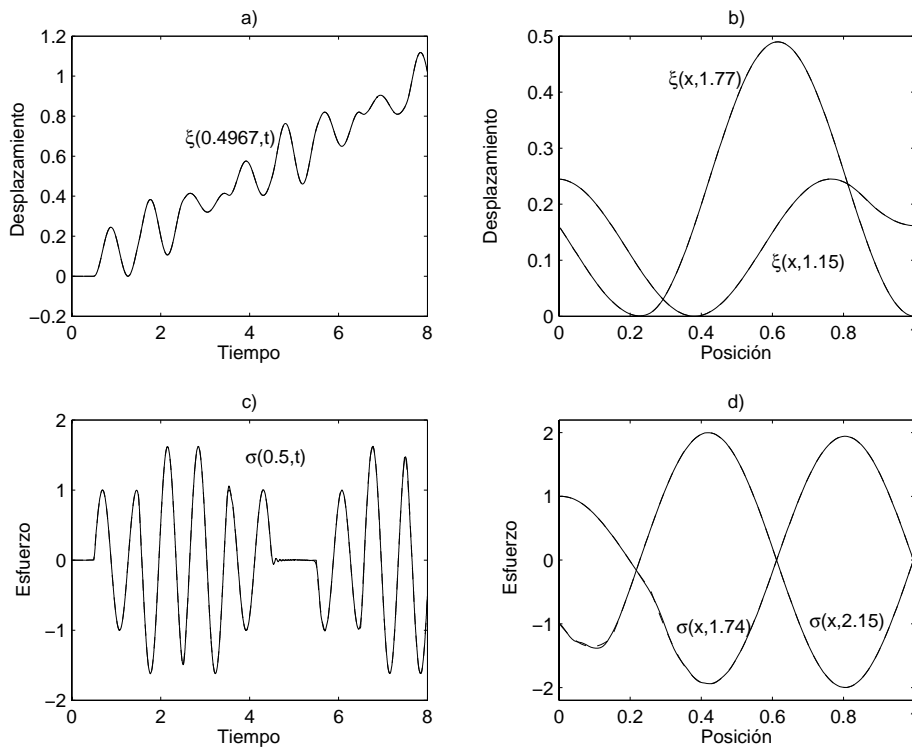 a)
1.2
1
0.8
0.6
0.4
0.2
0
−0.2
Desplazamiento
ξ(0.4967,t)
0 2 4 6 8
Tiempo
b)
0.5
0.4
0.3
0.2
0.1
0
Desplazamiento
ξ(x,1.77)
ξ(x,1.15)
0 0.2 0.4 0.6 0.8 1
Posición
c)
2
1
0
−1
−2
Esfuerzo
σ(0.5,t)
0 2 4 6 8
Tiempo
d)
2
1
0
−1
−2
Esfuerzo
σ(x,1.74)
σ(x,2.15)
0 0.2 0.4 0.6 0.8 1
Posición